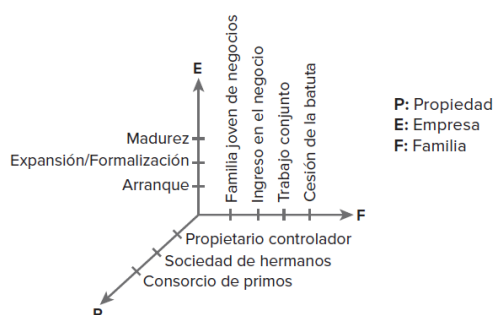 E
Madurez
Expansión/Formalización
Arranque
Familia joven de negocios
Ingreso en el negocio
Trabajo conjunto
Cesión de la batuta
F
Propietario controlador
Sociedad de hermanos
Consorcio de primos
P
P: Propiedad
E: Empresa
F: Familia